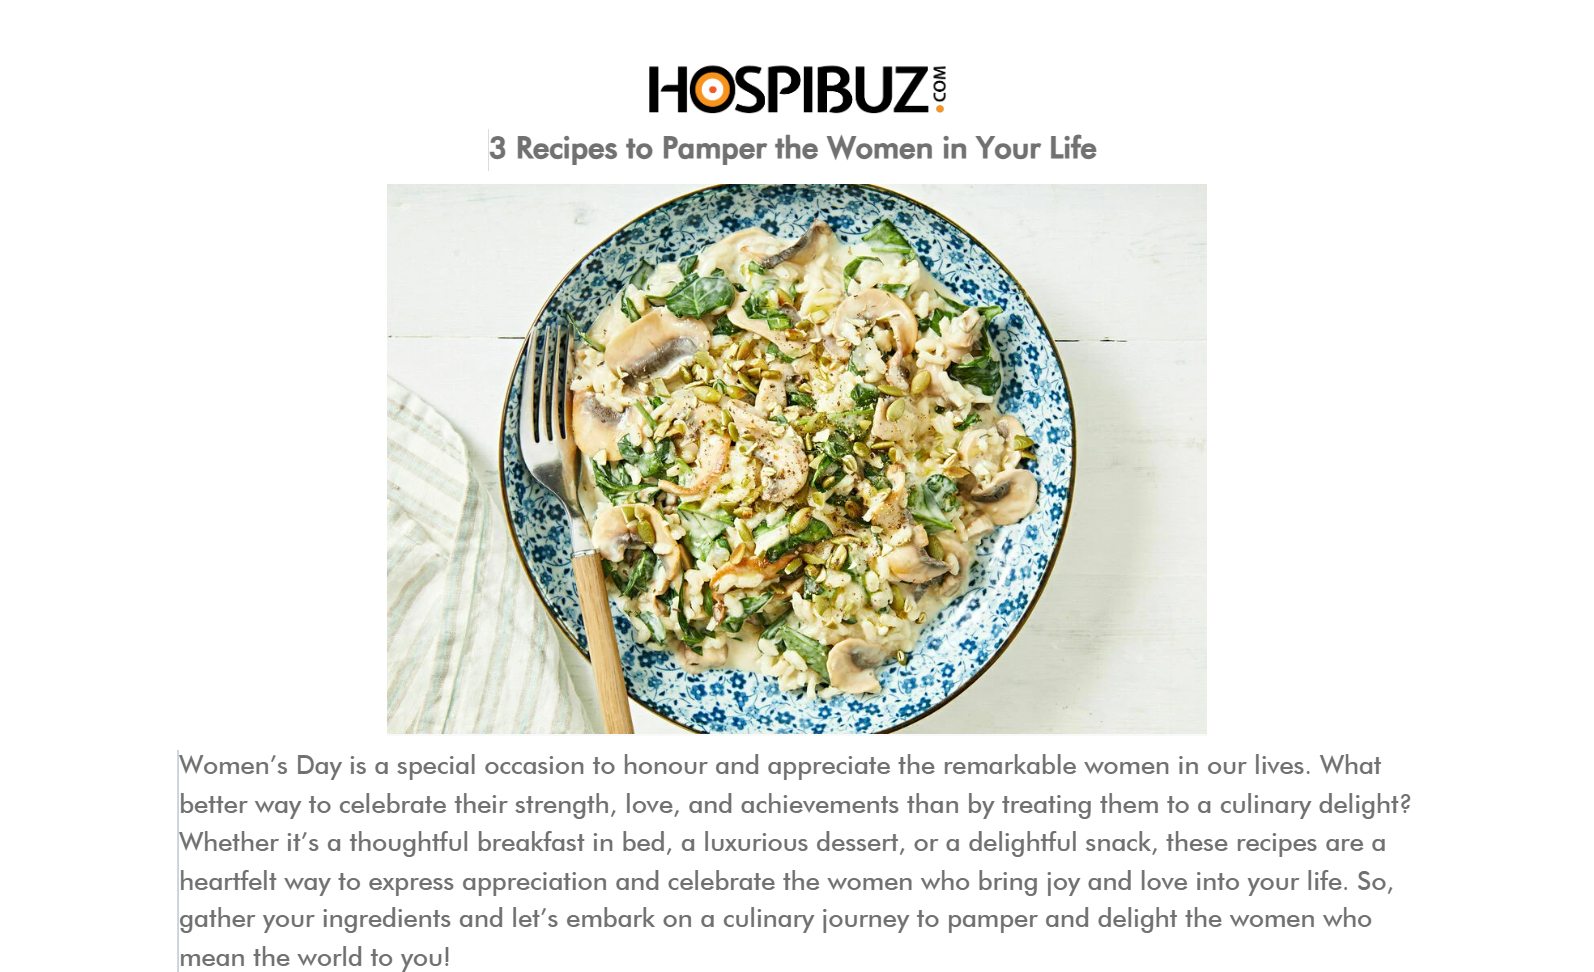 HOSPIBUZ.COM
3 Recipes to Pamper the Women in Your Life
Women’s Day is a special occasion to honour and appreciate the remarkable women in our lives. What
better way to celebrate their strength, love, and achievements than by treating them to a culinary delight?
Whether it’s a thoughtful breakfast in bed, a luxurious dessert, or a delightful snack, these recipes are a
heartfelt way to express appreciation and celebrate the women who bring joy and love into your life. So,
gather your ingredients and let’s embark on a culinary journey to pamper and delight the women who
mean the world to you!